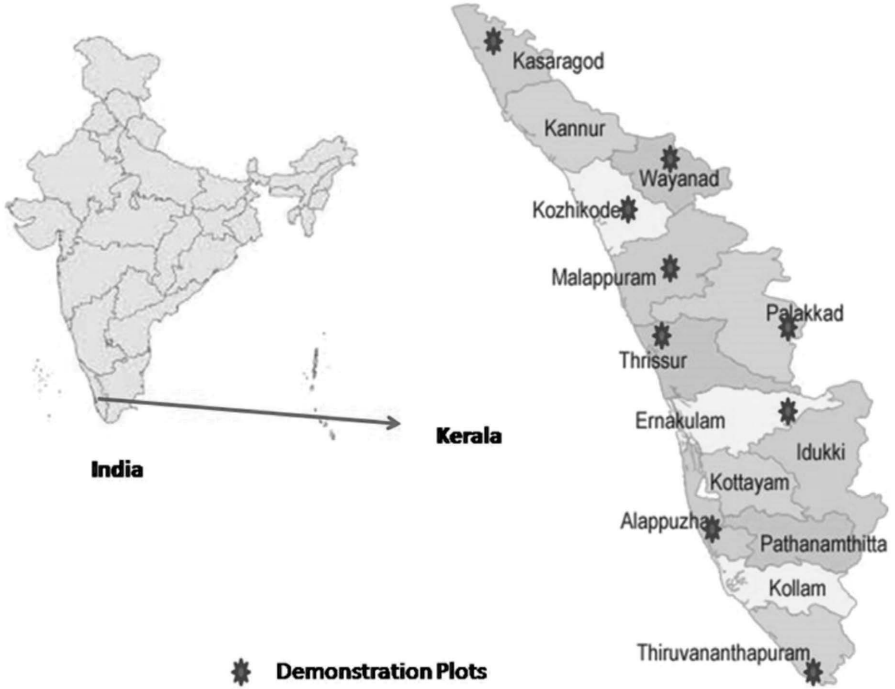 Kasaragod
Kannur
Wayanad
Kozhikode
Malappuram
Palakkad
Thrissur
Ernakulam
Kerala
Idukki
India
Kottayam
Alappuzha
Pathanamthitta
Kollam
Thiruvananthapuram
Demonstration Plots